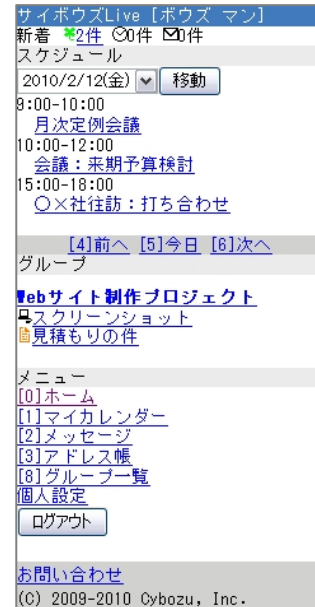 サイボウズLive [ボウズ マン]
新着 2件 0件 0件
スケジュール
2010/2/12(金) 移動
9:00-10:00
月次定例会議
10:00-12:00
会議：来期予算検討
15:00-18:00
〇×社往訪：打ち合わせ
[4]前へ [5]今日 [6]次へ
グループ
Webサイト制作プロジェクト
スクリーンショット
見積もりの件
メニュー
[0]ホーム
[1]マイカレンダー
[2]メッセージ
[3]アドレス帳
[8]グループ一覧
個人設定
ログアウト
お問い合わせ
(C) 2009-2010 Cybozu, Inc.